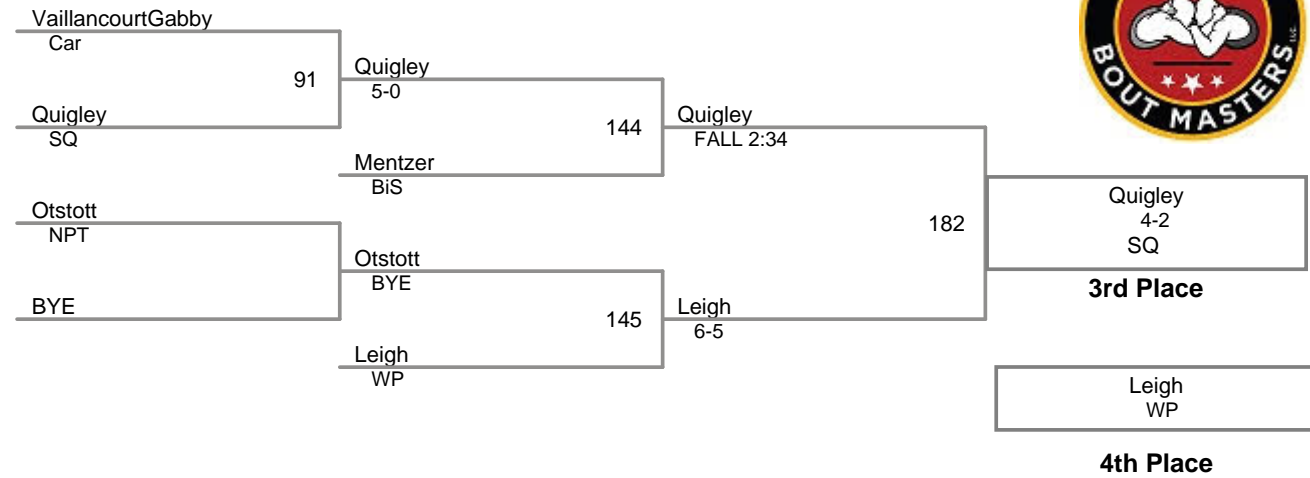 VaillancourtGabby
Car
91
Quigley
5-0
Quigley
SQ
144
Quigley
FALL 2:34
Mentzer
BiS
Otstott
NPT
182
Quigley
4-2
SQ
3rd Place
Otstott
BYE
BYE
145
Leigh
6-5
Leigh
WP
Leigh
WP
4th Place
BOUT MASTERS